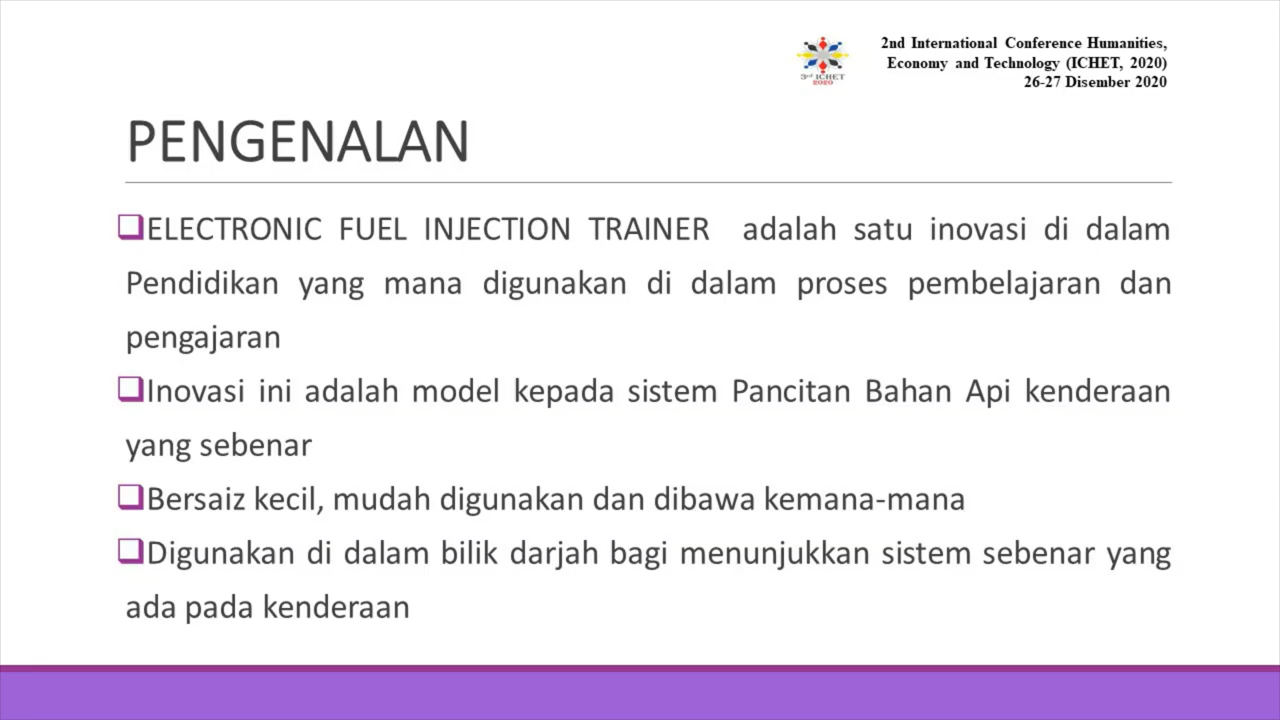 2nd International Conference Humanities,
Economy and Technology (ICHET, 2020)
26-27 Disember 2020
3rd ICHET
2020
PENGENALAN
ELECTRONIC FUEL INJECTION TRAINER adalah satu inovasi di dalam
Pendidikan yang mana digunakan di dalam proses pembelajaran dan
pengajaran
Inovasi ini adalah model kepada sistem Pancitan Bahan Api kenderaan
yang sebenar
Bersaiz kecil, mudah digunakan dan dibawa kemana-mana
Digunakan di dalam bilik darjah bagi menunjukkan sistem sebenar yang
ada pada kenderaan